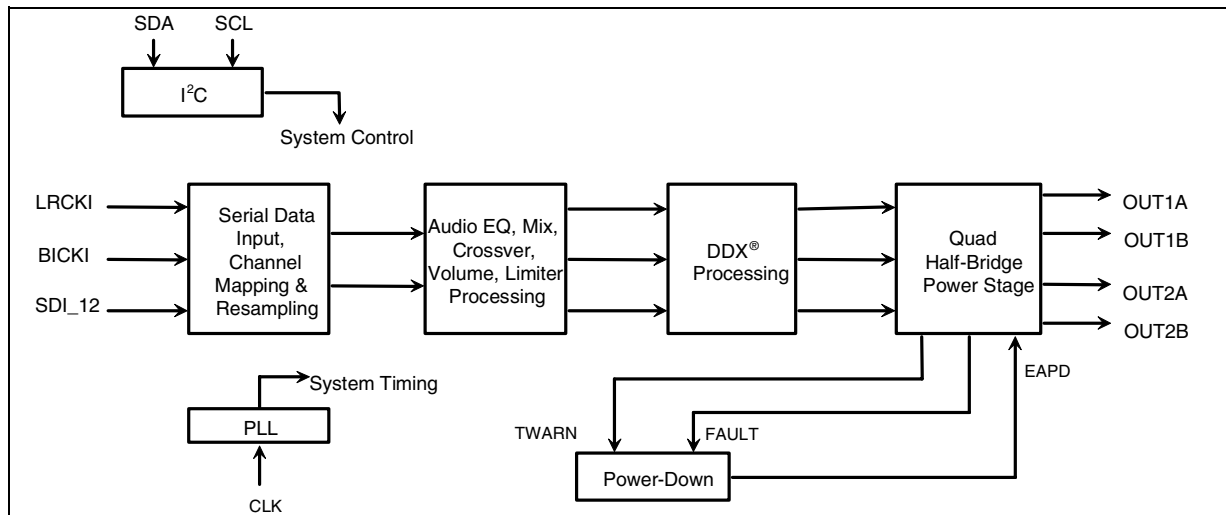 SDA SCL
I²C
System Control
LRCKI
BICKI
SDI_12
Serial Data
Input,
Channel
Mapping &
Resampling
Audio EQ, Mix,
Crossver,
Volume, Limiter
Processing
DDX®
Processing
Quad
Half-Bridge
Power Stage
OUT1A
OUT1B
OUT2A
OUT2B
System Timing
PLL
CLK
TWARN
FAULT
EAPD
Power-Down